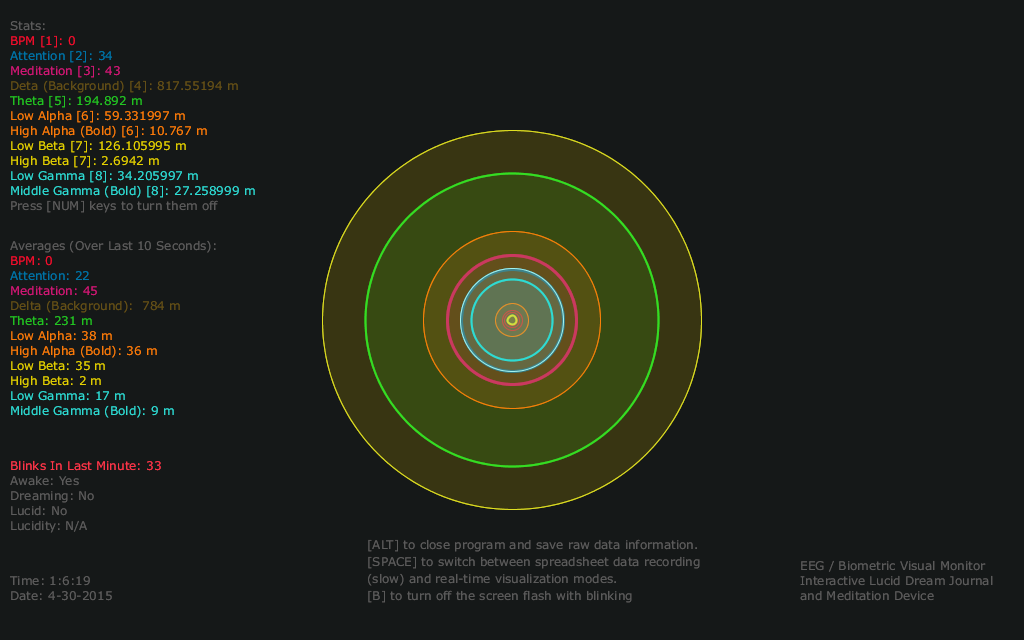 Stats:
BPM [1]: 0
Attention [2]: 34
Meditation [3]: 43
Deta (Background) [4]: 817.55194 m
Theta [5]: 194.892 m
Low Alpha [6]: 59.331997 m
High Alpha (Bold) [6]: 10.767 m
Low Beta [7]: 126.105995 m
High Beta [7]: 2.6942 m
Low Gamma [8]: 34.205997 m
Middle Gamma (Bold) [8]: 27.258999 m
Press [NUM] keys to turn them off
Averages (Over Last 10 Seconds):
BPM: 0
Attention: 22
Meditation: 45
Delta (Background):  784 m
Theta: 231 m
Low Alpha: 38 m
High Alpha (Bold): 36 m
Low Beta: 35 m
High Beta: 2 m
Low Gamma: 17 m
Middle Gamma (Bold): 9 m
Blinks In Last Minute: 33
Awake: Yes
Dreaming: No
Lucid: No
Lucidity: N/A
Time: 1:6:19
Date: 4-30-2015
[ALT] to close program and save raw data information.
[SPACE] to switch between spreadsheet data recording
(slow) and real-time visualization modes.
[B] to turn off the screen flash with blinking
EEG / Biometric Visual Monitor
Interactive Lucid Dream Journal
and Meditation Device